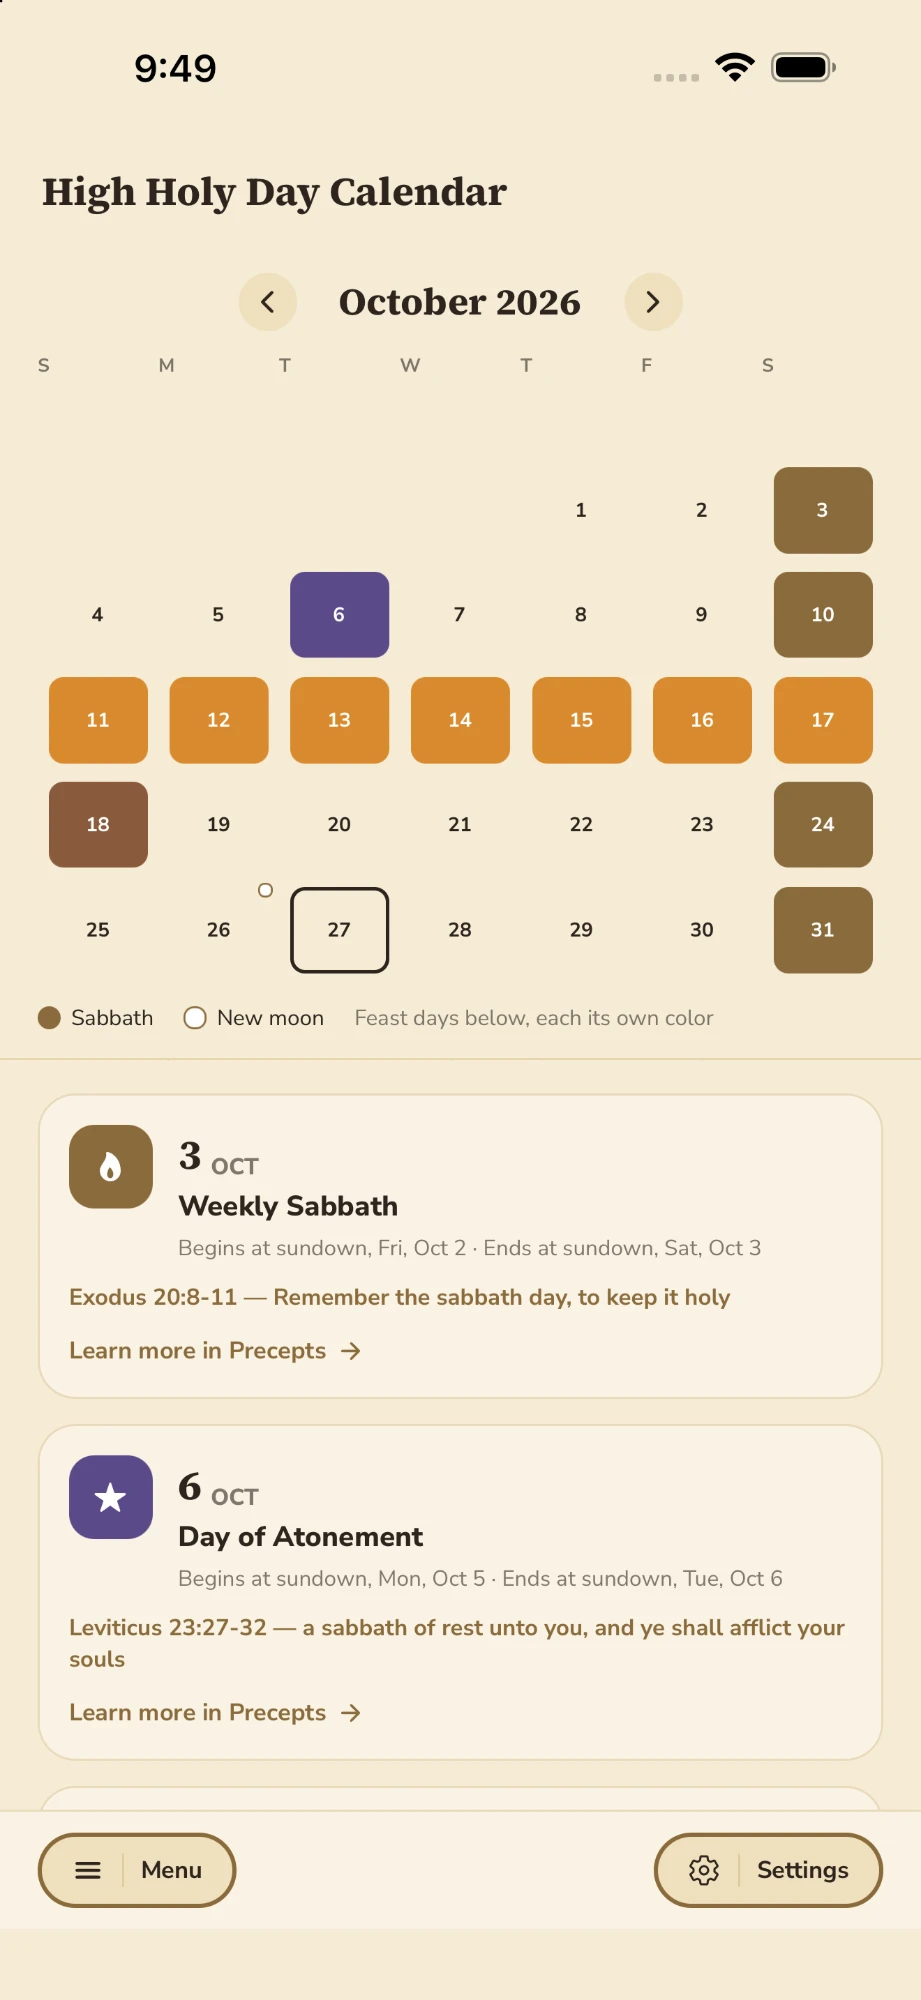 9:49
High Holy Day Calendar
October 2026
S M T W T F S
1 2 3
4 5 6 7 8 9 10
11 12 13 14 15 16 17
18 19 20 21 22 23 24
25 26 27 28 29 30 31
Sabbath New moon Feast days below, each its own color
3 OCT
Weekly Sabbath
Begins at sundown, Fri, Oct 2 · Ends at sundown, Sat, Oct 3
Exodus 20:8-11 — Remember the sabbath day, to keep it holy
Learn more in Precepts →
6 OCT
Day of Atonement
Begins at sundown, Mon, Oct 5 · Ends at sundown, Tue, Oct 6
Leviticus 23:27-32 — a sabbath of rest unto you, and ye shall afflict your
souls
Learn more in Precepts →
Menu Settings